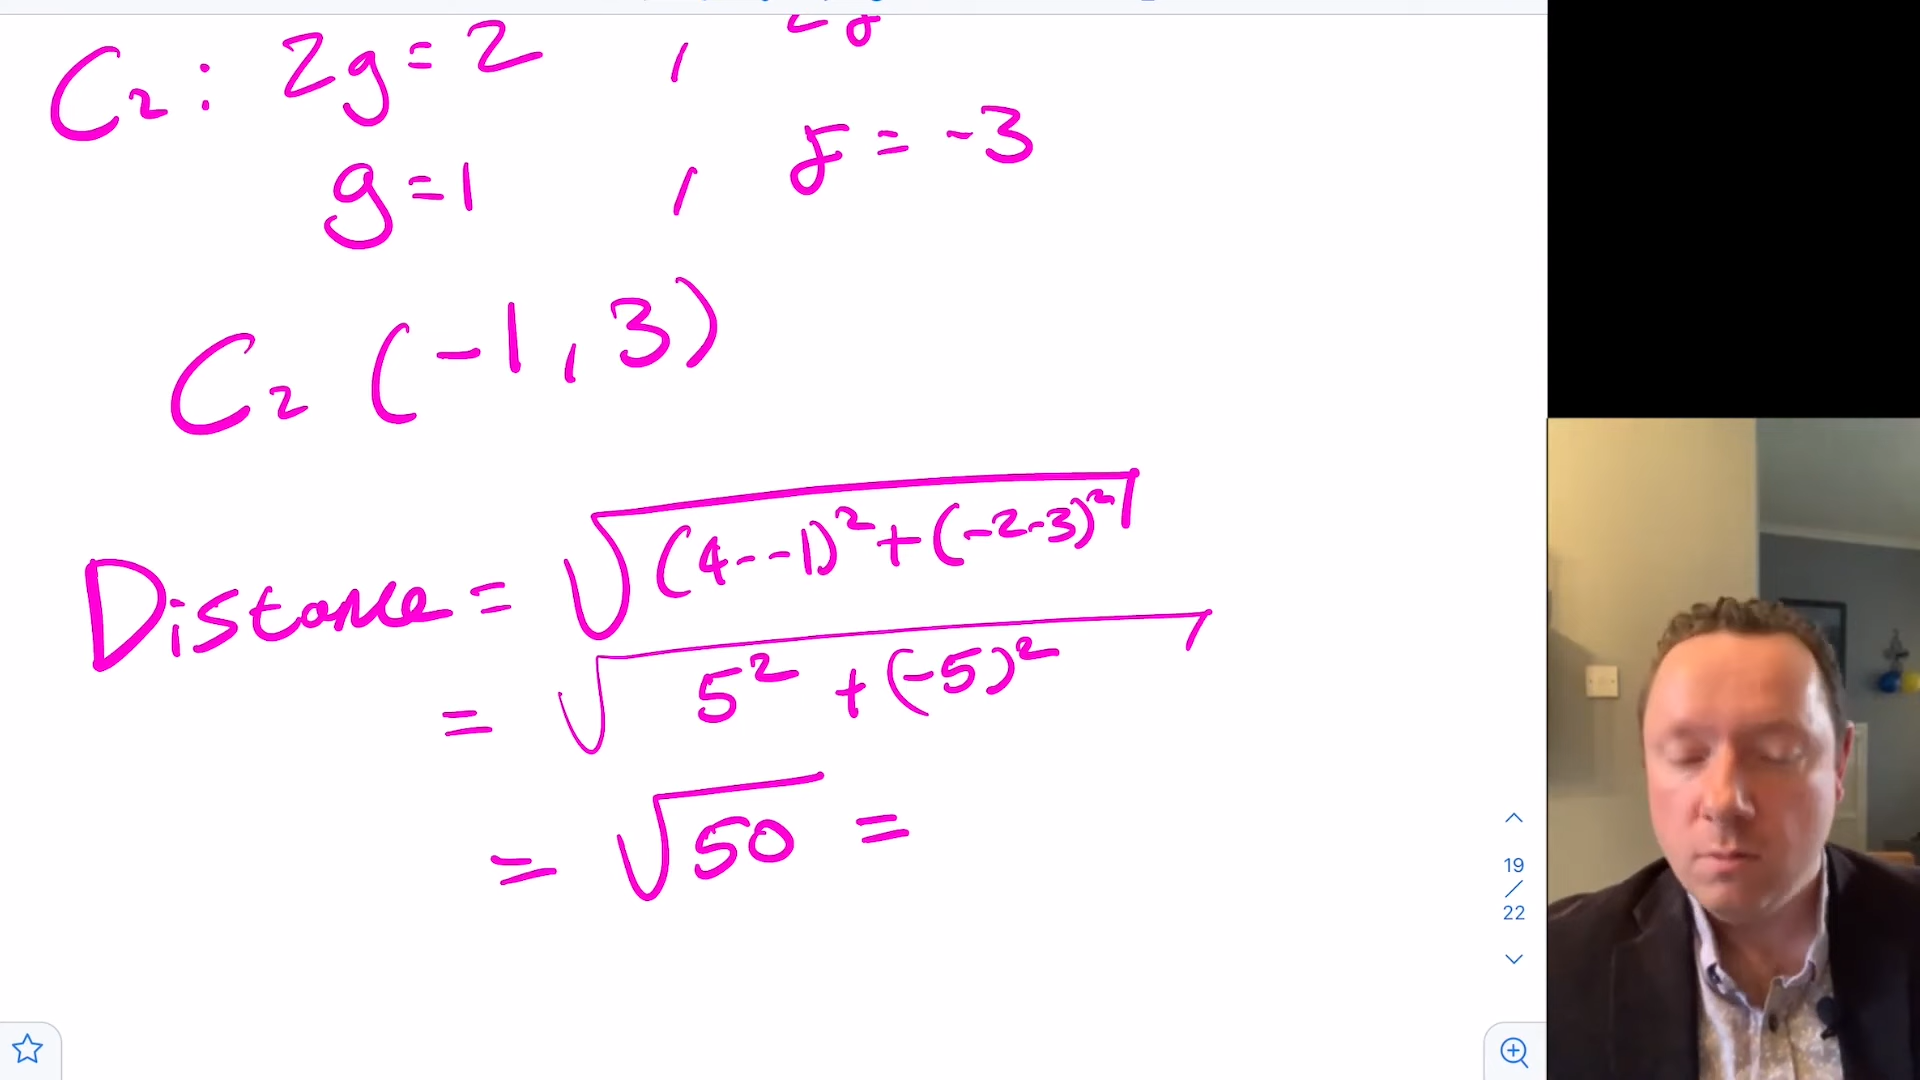 C₂ : 2g = 2 , 2f
g = 1 , f = -3
C₂ (-1, 3)
Distance = √(4--1)² + (-2-3)²
= √5² + (-5)²
= √50 =
19
/
22